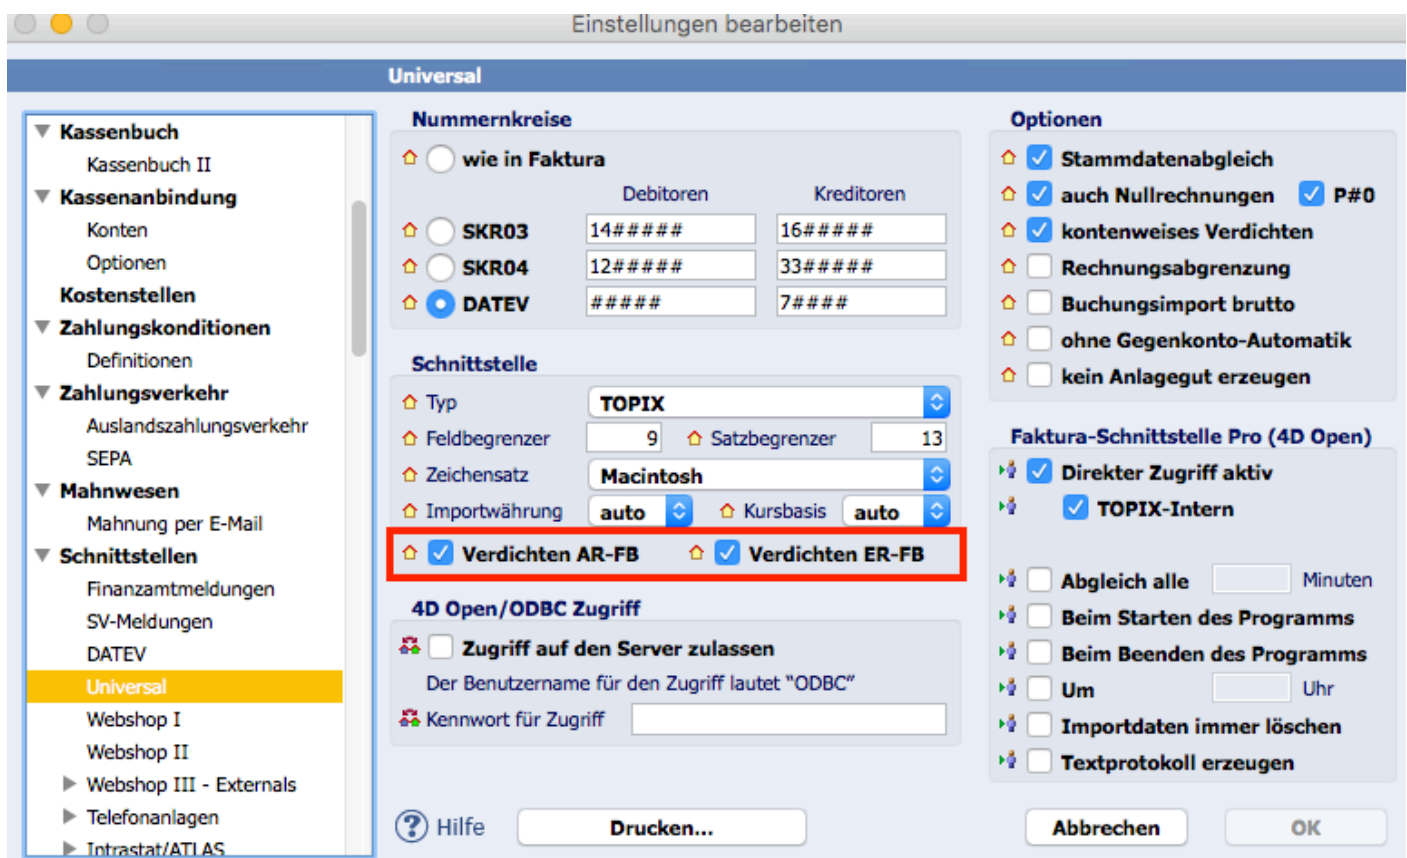 Einstellungen bearbeiten
Universal
Kassenbuch
Kassenbuch II
Kassenanbindung
Konten
Optionen
Kostenstellen
Zahlungskonditionen
Definitionen
Zahlungsverkehr
Auslandszahlungsverkehr
SEPA
Mahnwesen
Mahnung per E-Mail
Schnittstellen
Finanzamtmeldungen
SV-Meldungen
DATEV
Universal
Webshop I
Webshop II
Webshop III - Externals
Telefonanlagen
Intrastat/ATLAS
Nummernkreise
wie in Faktura
Debitoren Kreditoren
SKR03 14##### 16#####
SKR04 12##### 33#####
DATEV ##### 7####
Schnittstelle
Typ TOPIX
Feldbegrenzer 9 Satzbegrenzer 13
Zeichensatz Macintosh
Importwährung auto Kursbasis auto
Verdichten AR-FB Verdichten ER-FB
4D Open/ODBC Zugriff
Zugriff auf den Server zulassen
Der Benutzername für den Zugriff lautet "ODBC"
Kennwort für Zugriff
Optionen
Stammdatenabgleich
auch Nullrechnungen P#0
kontenweises Verdichten
Rechnungsabgrenzung
Buchungsimport brutto
ohne Gegenkonto-Automatik
kein Anlagegut erzeugen
Faktura-Schnittstelle Pro (4D Open)
Direkter Zugriff aktiv
TOPIX-Intern
Abgleich alle Minuten
Beim Starten des Programms
Beim Beenden des Programms
Um Uhr
Importdaten immer löschen
Textprotokoll erzeugen
? Hilfe Drucken... Abbrechen OK